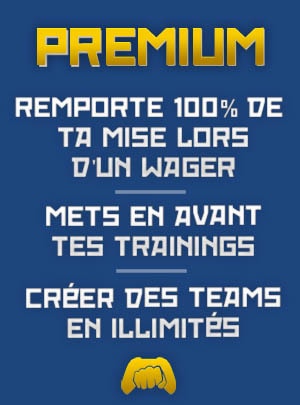 PREMIUM
REMPORTE 100% DE
TA MISE LORS
D'UN WAGER
METS EN AVANT
TES TRAININGS
CRÉER DES TEAMS
EN ILLIMITÉS